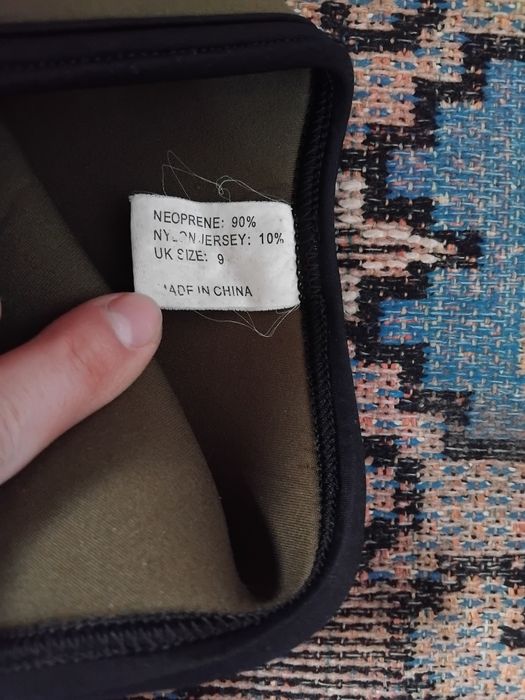 NEOPRENE: 90%
NYLON JERSEY: 10%
UK SIZE: 9
MADE IN CHINA